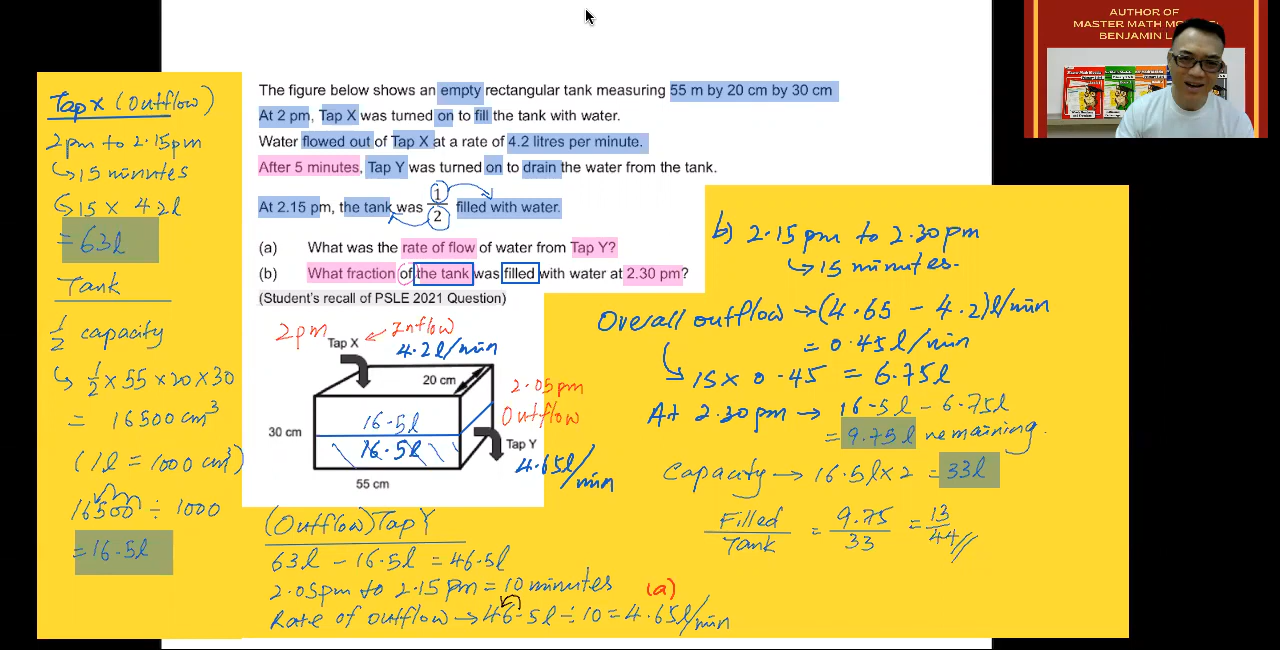 AUTHOR OF
MASTER MATH MO
BENJAMIN L
The figure below shows an empty rectangular tank measuring 55 m by 20 cm by 30 cm
At 2 pm, Tap X was turned on to fill the tank with water.
Water flowed out of Tap X at a rate of 4.2 litres per minute.
After 5 minutes, Tap Y was turned on to drain the water from the tank.
At 2.15 pm, the tank was 1/2 filled with water.
(a) What was the rate of flow of water from Tap Y?
(b) What fraction of the tank was filled with water at 2.30 pm?
(Student's recall of PSLE 2021 Question)
Tap X (Outflow)
2pm to 2.15pm
↳ 15 minutes
↳ 15 × 42l
= 63l
Tank
1/2 capacity
↳ 1/2 × 55 × 20 × 30
= 16500 cm³
(1l = 1000 cm³)
16500 ÷ 1000
= 16.5l
2pm
Inflow
Tap X
4.2l/min
20 cm
2.05pm
Outflow
16.5l
16.5l
30 cm
Tap Y
4.65l/min
55 cm
(Outflow) Tap Y
63l − 16.5l = 46.5l
2.05pm to 2.15pm = 10 minutes
(a)
Rate of outflow → 46.5l ÷ 10 = 4.65l/min
b) 2.15pm to 2.30pm
↳ 15 minutes
Overall outflow → (4.65 − 4.2)l/min
= 0.45l/min
↳ 15 × 0.45 = 6.75l
At 2.30pm → 16.5l − 6.75l
= 9.75l remaining
Capacity → 16.5l × 2 = 33l
Filled/Tank = 9.75/33 = 13/44//